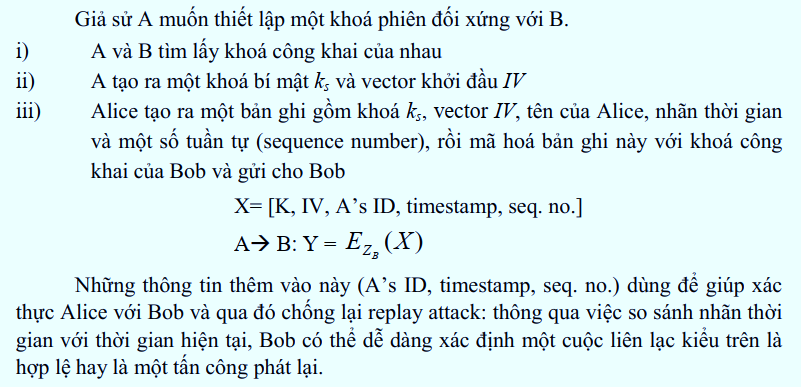 Giả sử A muốn thiết lập một khoá phiên đối xứng với B.
i) A và B tìm lấy khoá công khai của nhau
ii) A tạo ra một khoá bí mật kₛ và vector khởi đầu IV
iii) Alice tạo ra một bản ghi gồm khoá kₛ, vector IV, tên của Alice, nhãn thời gian
và một số tuần tự (sequence number), rồi mã hoá bản ghi này với khoá công
khai của Bob và gửi cho Bob
X= [K, IV, A’s ID, timestamp, seq. no.]
A→ B: Y = E_{Z_B}(X)
Những thông tin thêm vào này (A’s ID, timestamp, seq. no.) dùng để giúp xác
thực Alice với Bob và qua đó chống lại replay attack: thông qua việc so sánh nhãn thời
gian với thời gian hiện tại, Bob có thể dễ dàng xác định một cuộc liên lạc kiểu trên là
hợp lệ hay là một tấn công phát lại.